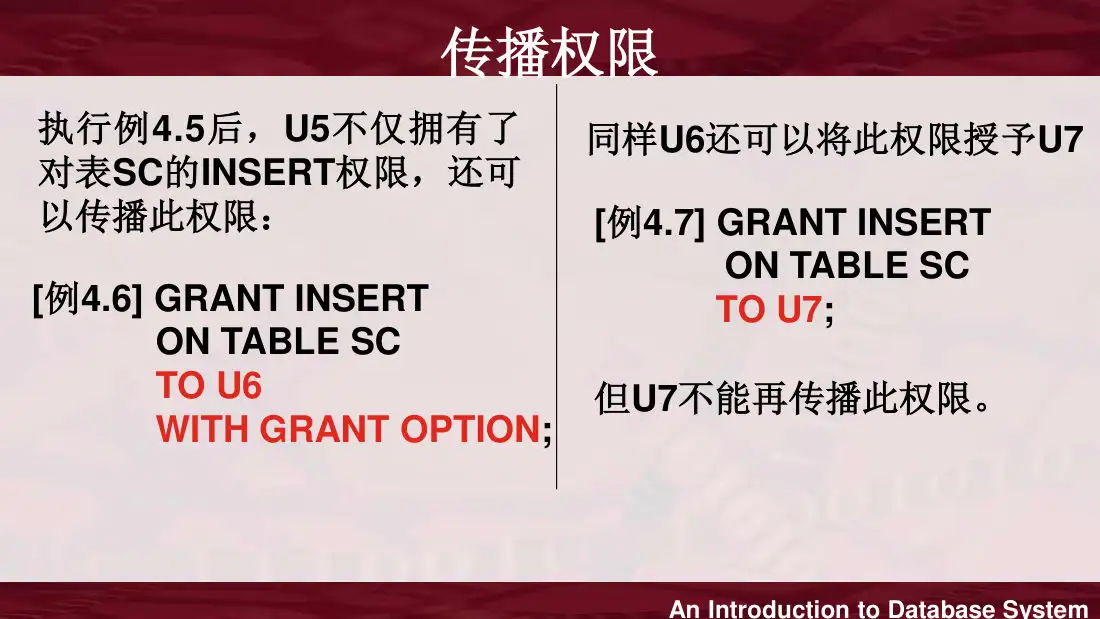 传播权限
执行例4.5后，U5不仅拥有了
对表SC的INSERT权限，还可
以传播此权限：
[例4.6] GRANT INSERT
ON TABLE SC
TO U6
WITH GRANT OPTION;
同样U6还可以将此权限授予U7
[例4.7] GRANT INSERT
ON TABLE SC
TO U7;
但U7不能再传播此权限。
An Introduction to Database System